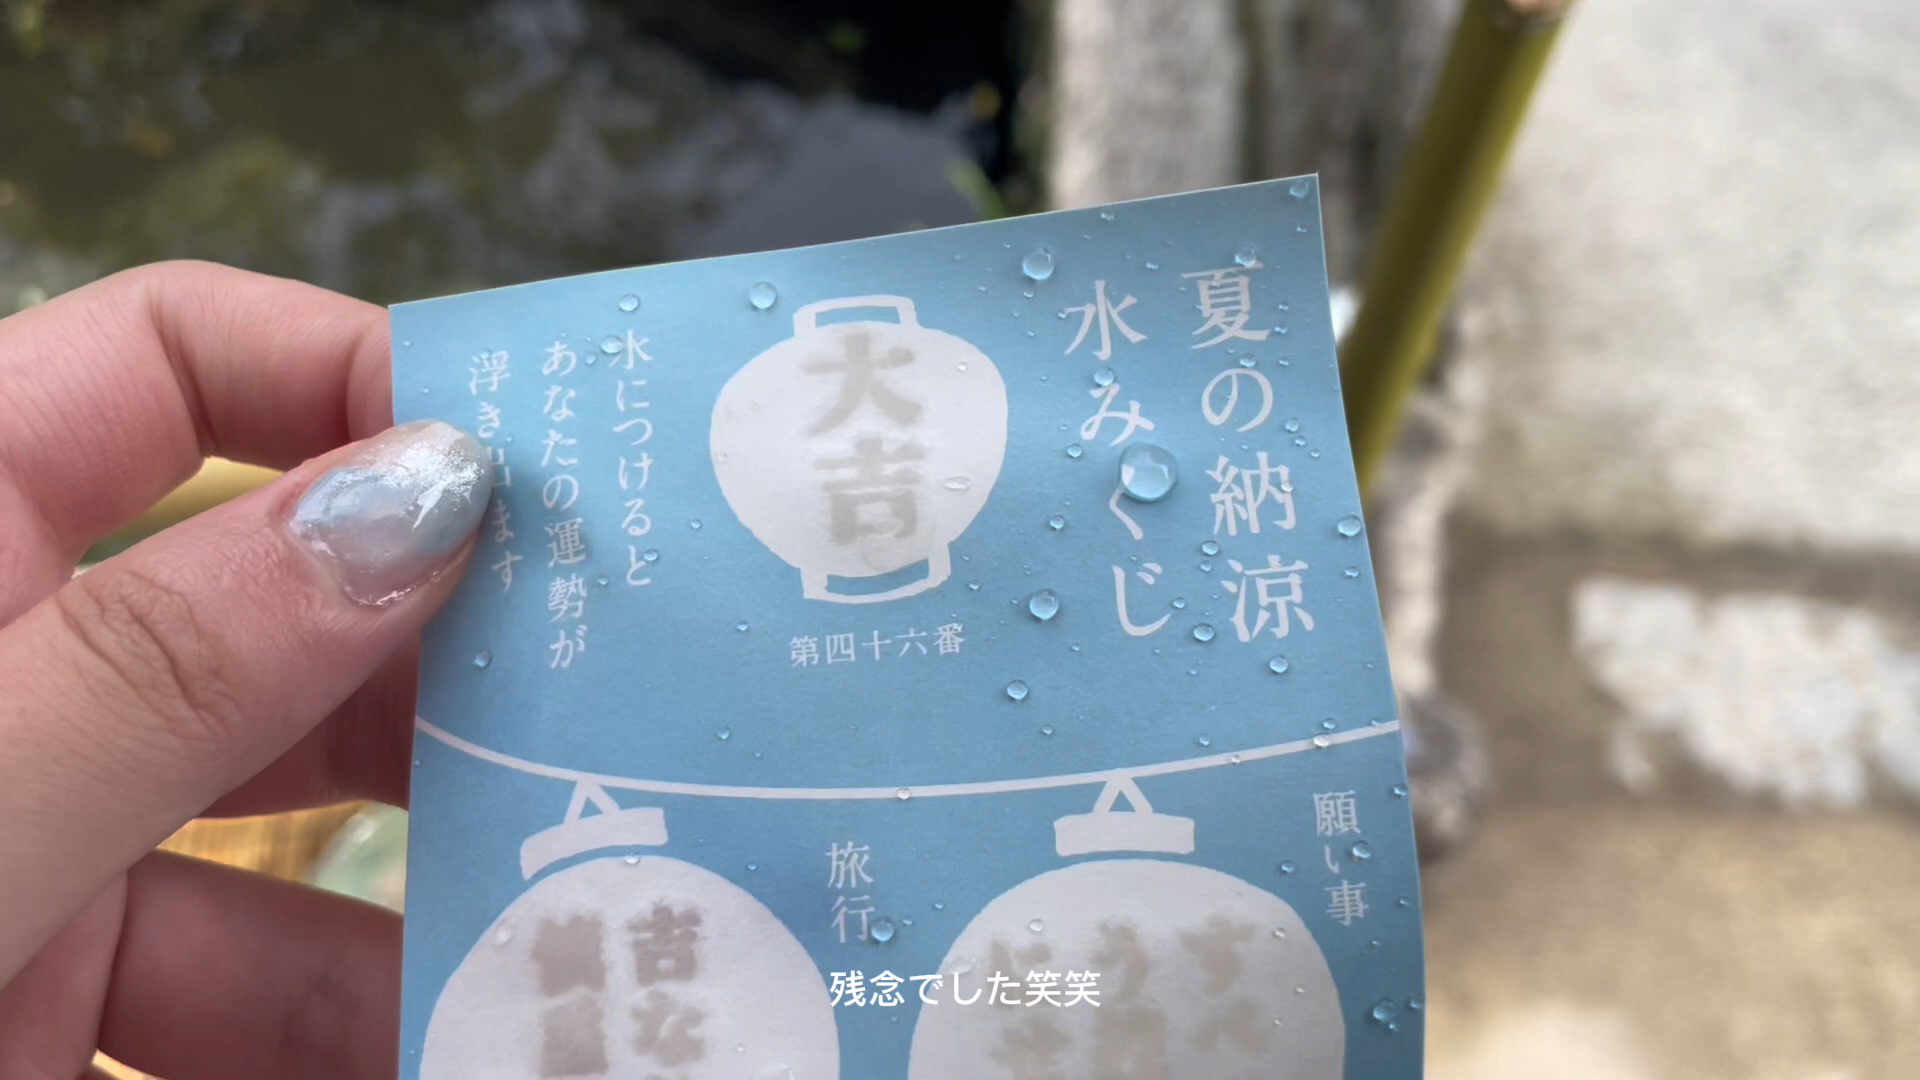 夏の納涼
水みくじ
大吉
第四十六番
水につけると
あなたの運勢が
浮き出ます
願い事
旅行
吉な
残念でした笑笑